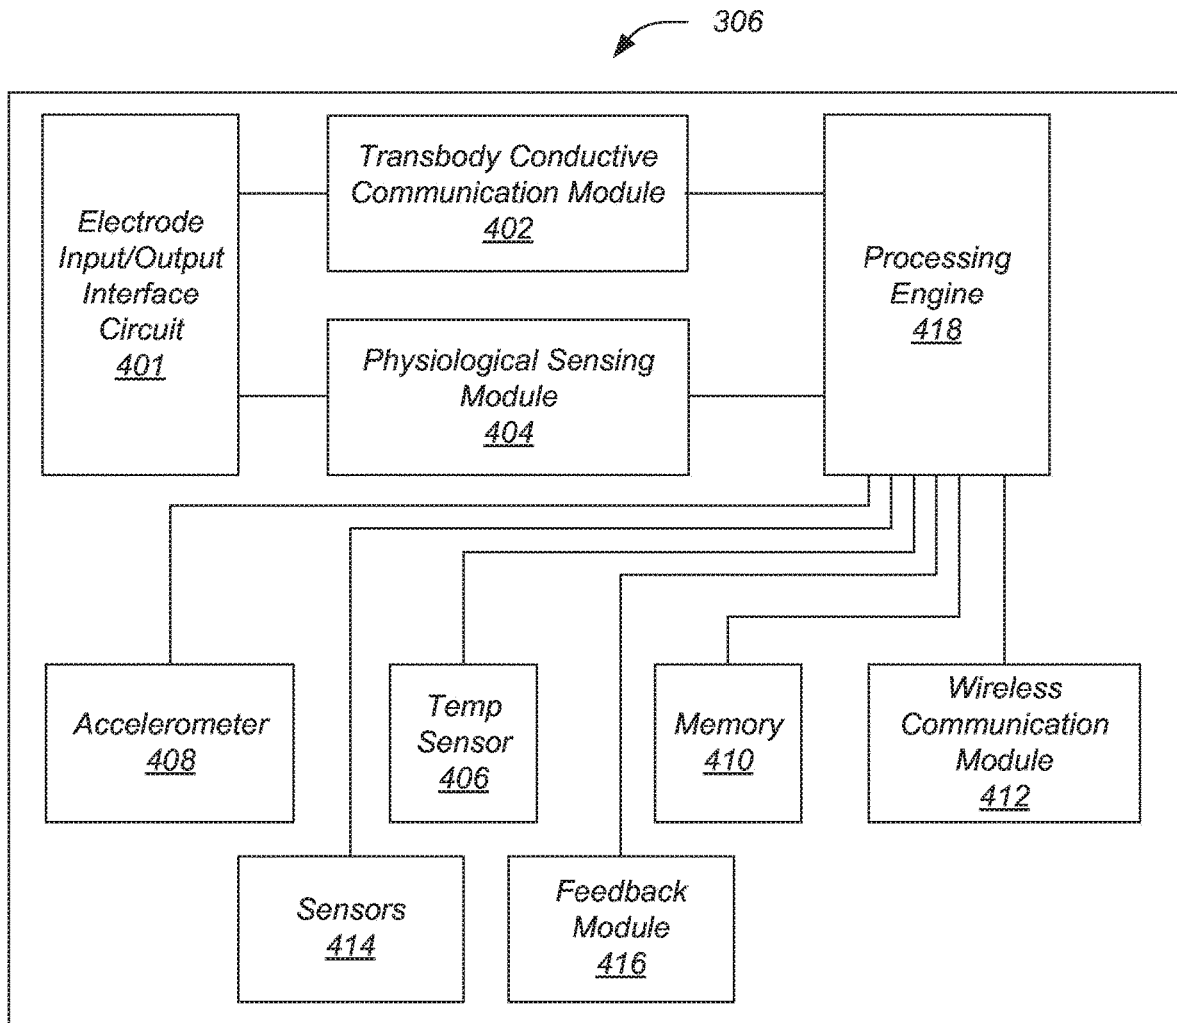 306
Electrode
Input/Output
Interface
Circuit
401
Transbody Conductive
Communication Module
402
Physiological Sensing
Module
404
Processing
Engine
418
Accelerometer
408
Temp
Sensor
406
Memory
410
Wireless
Communication
Module
412
Sensors
414
Feedback
Module
416